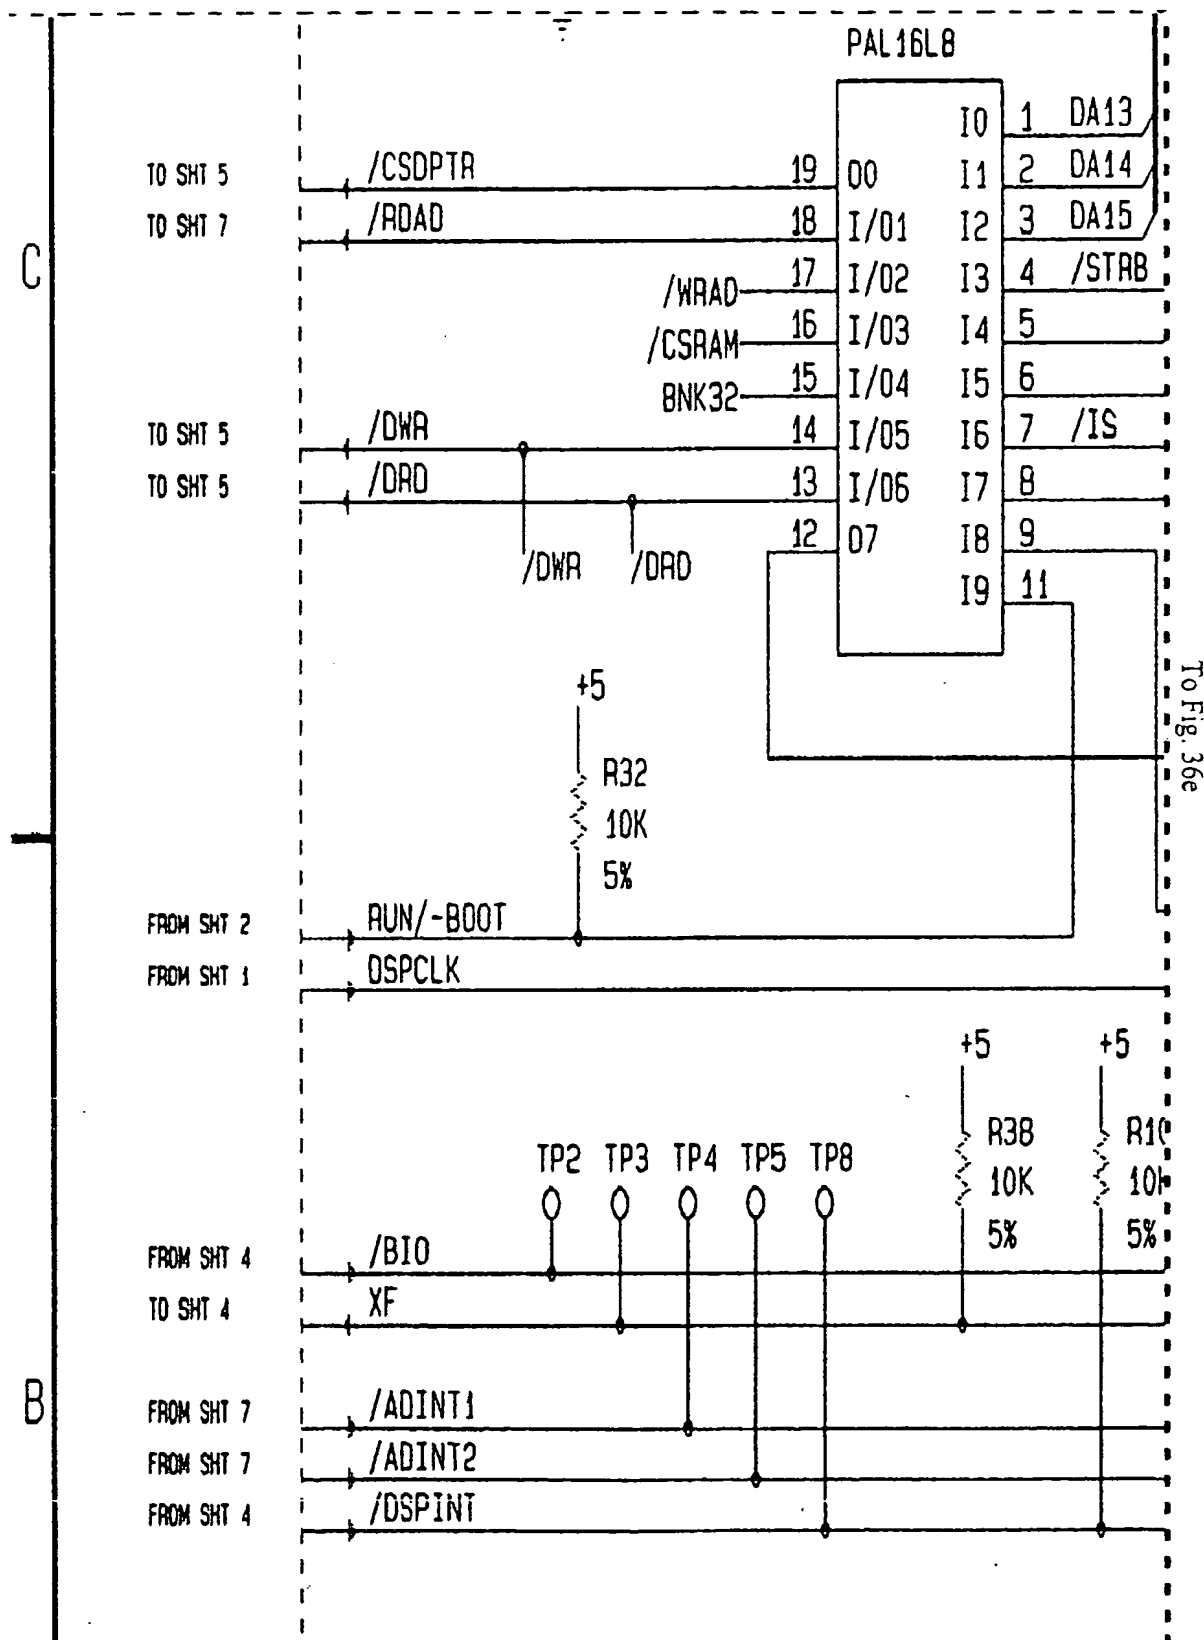 PAL16L8
I0 1 DA13
TO SHT 5 /CSDPTR 19 O0 I1 2 DA14
TO SHT 7 /RDAD 18 I/O1 I2 3 DA15
C
/WRAD 17 I/O2 I3 4 /STRB
/CSRAM 16 I/O3 I4 5
BNK32 15 I/O4 I5 6
TO SHT 5 /DWR 14 I/O5 I6 7 /IS
TO SHT 5 /DRD 13 I/O6 I7 8
12 O7 I8 9
/DWR /DRD
I9 11
To Fig. 36e
+5
R32
10K
5%
FROM SHT 2 RUN/-BOOT
FROM SHT 1 DSPCLK
+5 +5
TP2 TP3 TP4 TP5 TP8
R38
10K
5%
5%
FROM SHT 4 /BIO
TO SHT 4 XF
B
FROM SHT 7 /ADINT1
FROM SHT 7 /ADINT2
FROM SHT 4 /DSPINT